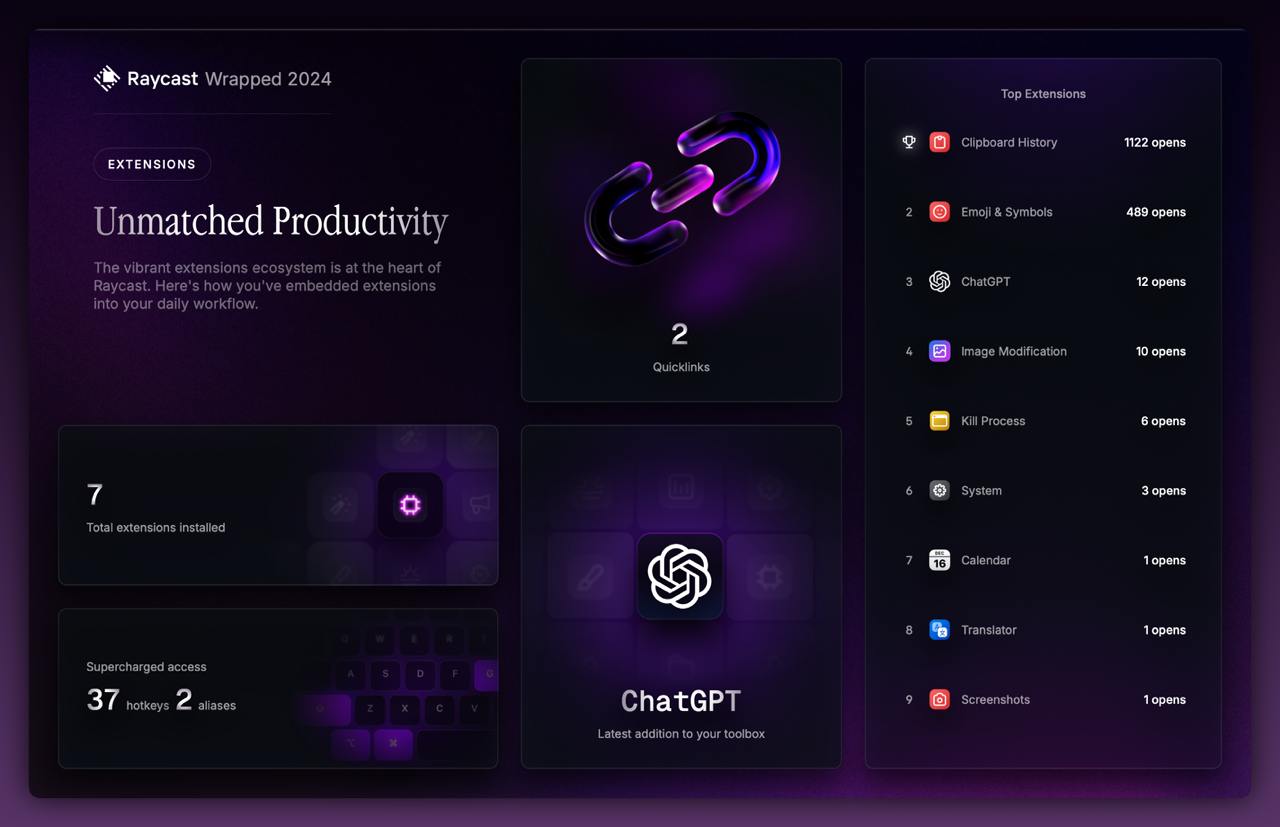 Raycast Wrapped 2024
EXTENSIONS
Unmatched Productivity
The vibrant extensions ecosystem is at the heart of
Raycast. Here's how you've embedded extensions
into your daily workflow.
7
Total extensions installed
Supercharged access
37 hotkeys 2 aliases
Q W E R
A S D F G
Z X C V
⌥ ⌘
2
Quicklinks
ChatGPT
Latest addition to your toolbox
Top Extensions
Clipboard History 1122 opens
2 Emoji & Symbols 489 opens
3 ChatGPT 12 opens
4 Image Modification 10 opens
5 Kill Process 6 opens
6 System 3 opens
7 DEC 16 Calendar 1 opens
8 Translator 1 opens
9 Screenshots 1 opens